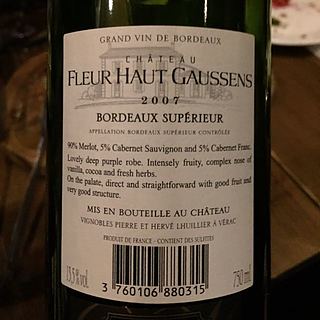 GRAND VIN DE BORDEAUX
CHÂTEAU
FLEUR HAUT GAUSSENS
2007
BORDEAUX SUPÉRIEUR
APPELLATION BORDEAUX SUPÉRIEUR CONTRÔLÉE
90% Merlot, 5% Cabernet Sauvignon and 5% Cabernet Franc.
Lovely deep purple robe. Intensely fruity, complex nose of
vanilla, cocoa and fresh herbs.
On the palate, direct and straightforward with good fruit and
very good structure.
MIS EN BOUTEILLE AU CHÂTEAU
VIGNOBLES PIERRE ET HERVÉ LHUILLIER À VÉRAC
PRODUIT DE FRANCE - CONTIENT DES SULFITES
13,5%vol.
750 ml
3 760106 880315